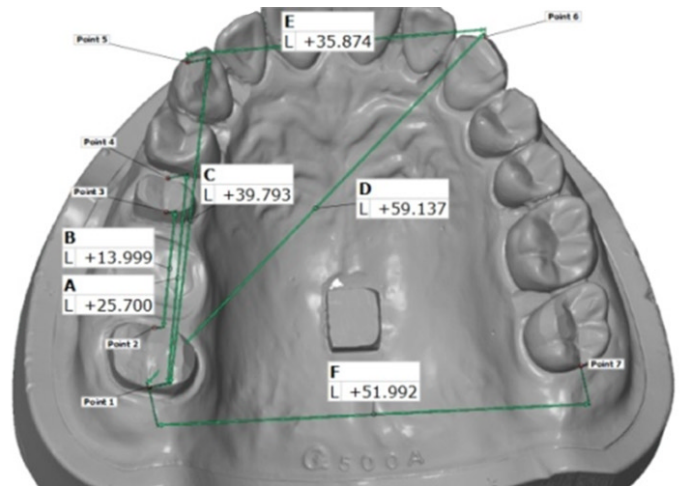 E
L +35.874
Point 6
Point 5
Point 4
C
L +39.793
Point 3
D
L +59.137
B
L +13.999
A
L +25.700
Point 2
F
L +51.992
Point 7
Point 1
500A